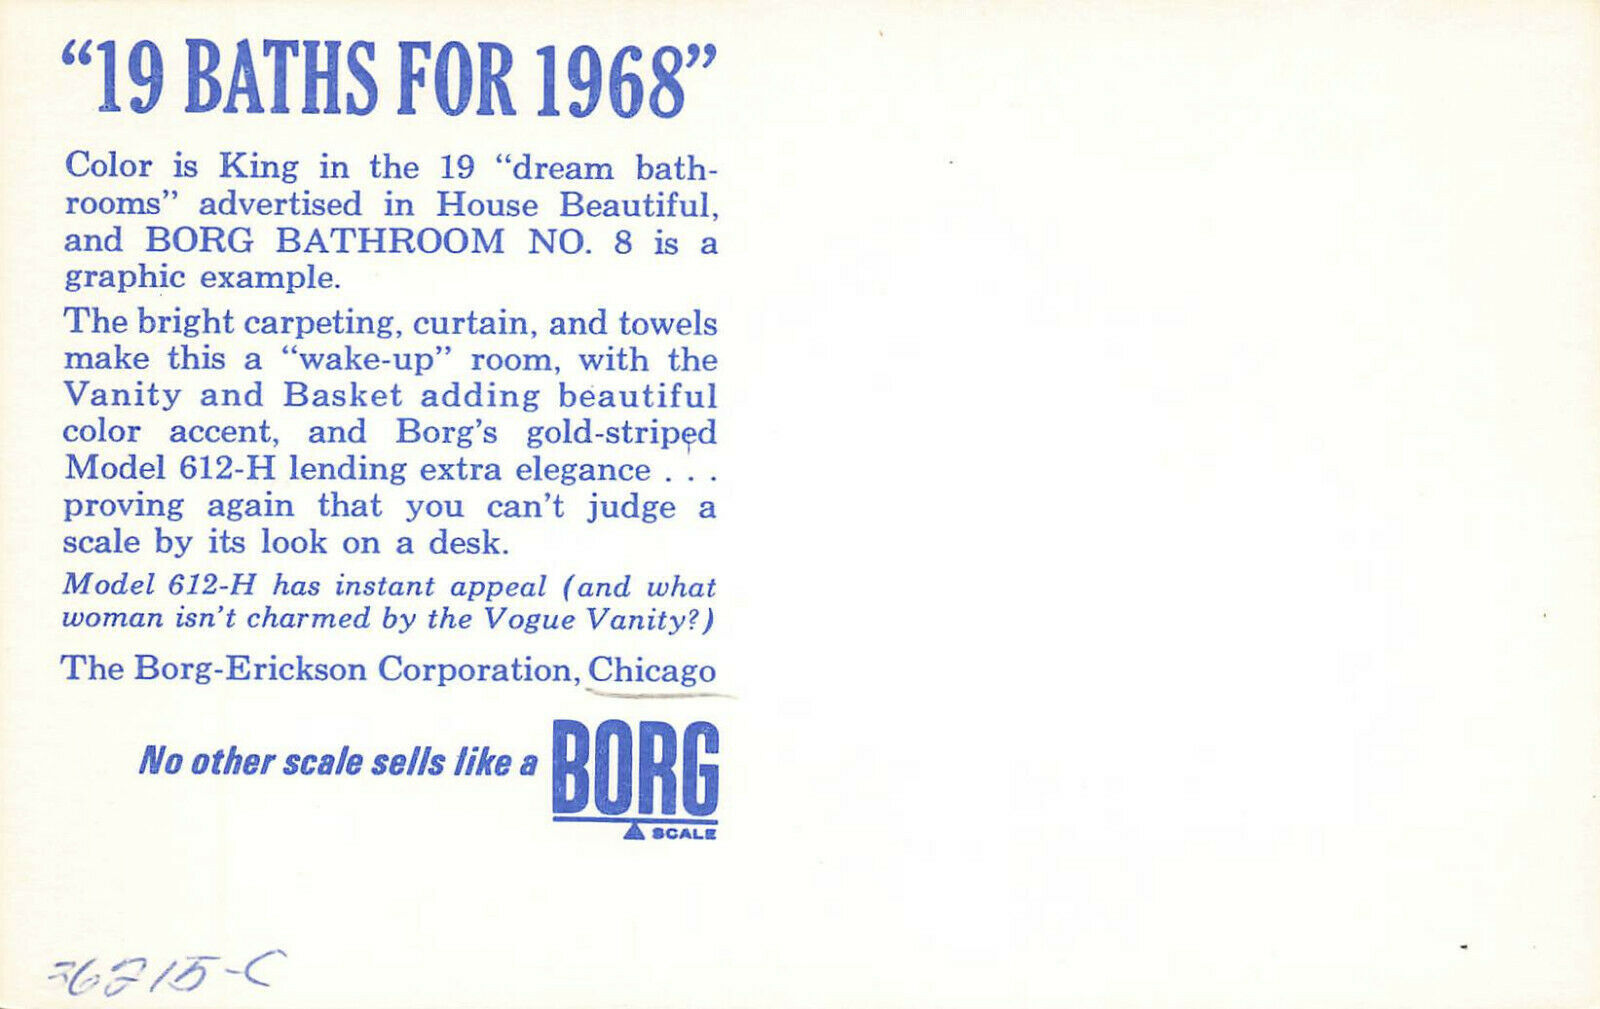 “19 BATHS FOR 1968”
Color is King in the 19 “dream bath-
rooms” advertised in House Beautiful,
and BORG BATHROOM NO. 8 is a
graphic example.
The bright carpeting, curtain, and towels
make this a “wake-up” room, with the
Vanity and Basket adding beautiful
color accent, and Borg’s gold-striped
Model 612-H lending extra elegance . . .
proving again that you can’t judge a
scale by its look on a desk.
Model 612-H has instant appeal (and what
woman isn’t charmed by the Vogue Vanity?)
The Borg-Erickson Corporation, Chicago
No other scale sells like a BORG
SCALE
36215-C